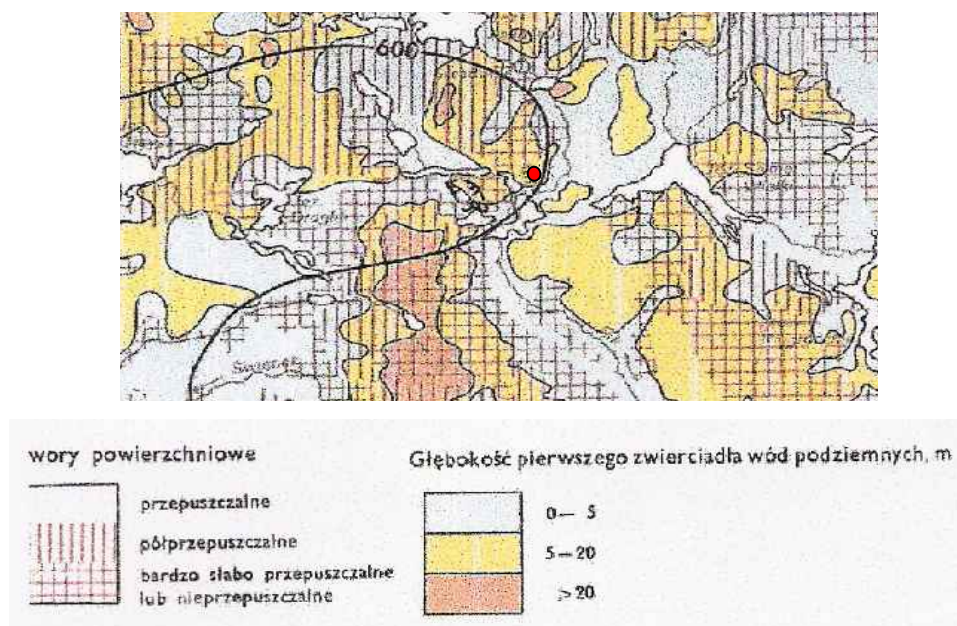 600
wory powierzchniowe
przepuszczalne
półprzepuszczalne
bardzo słabo przepuszczalne
lub nieprzepuszczalne
Głębokość pierwszego zwierciadła wód podziemnych, m
0— 5
5—20
>20